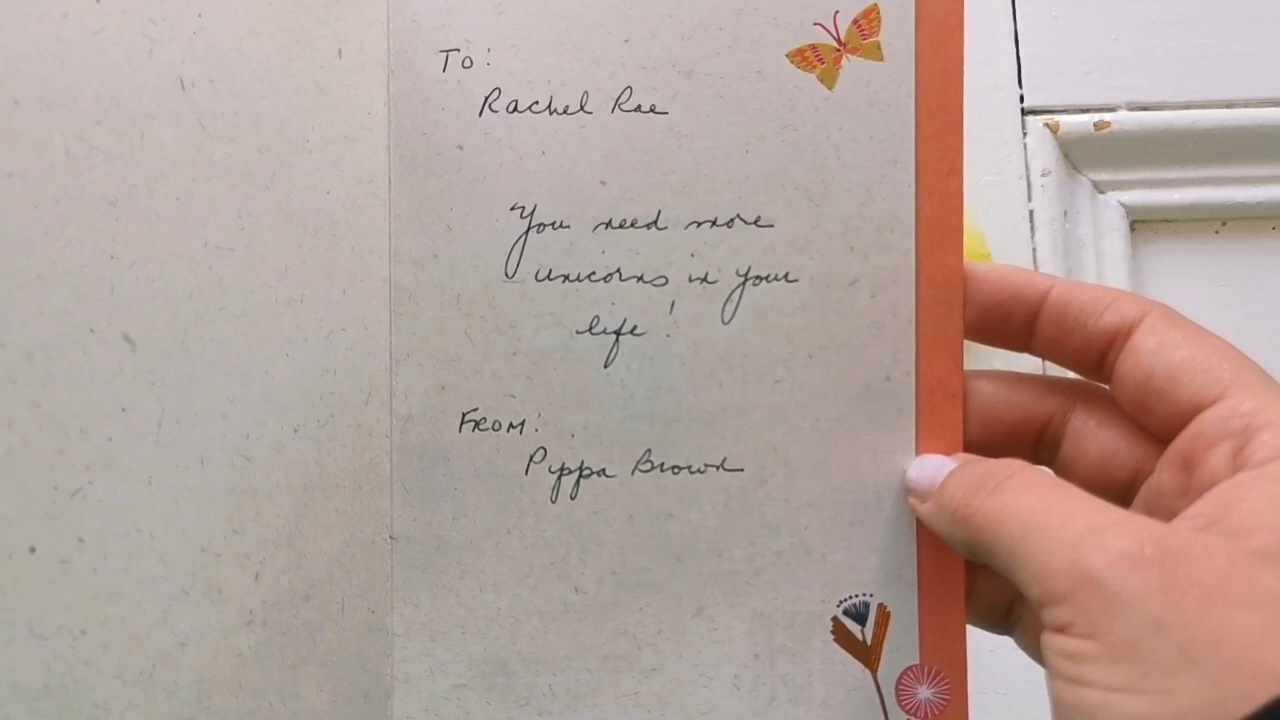 To:
Rachel Rae
You need more
unicorns in your
life!
From:
Pippa Brown